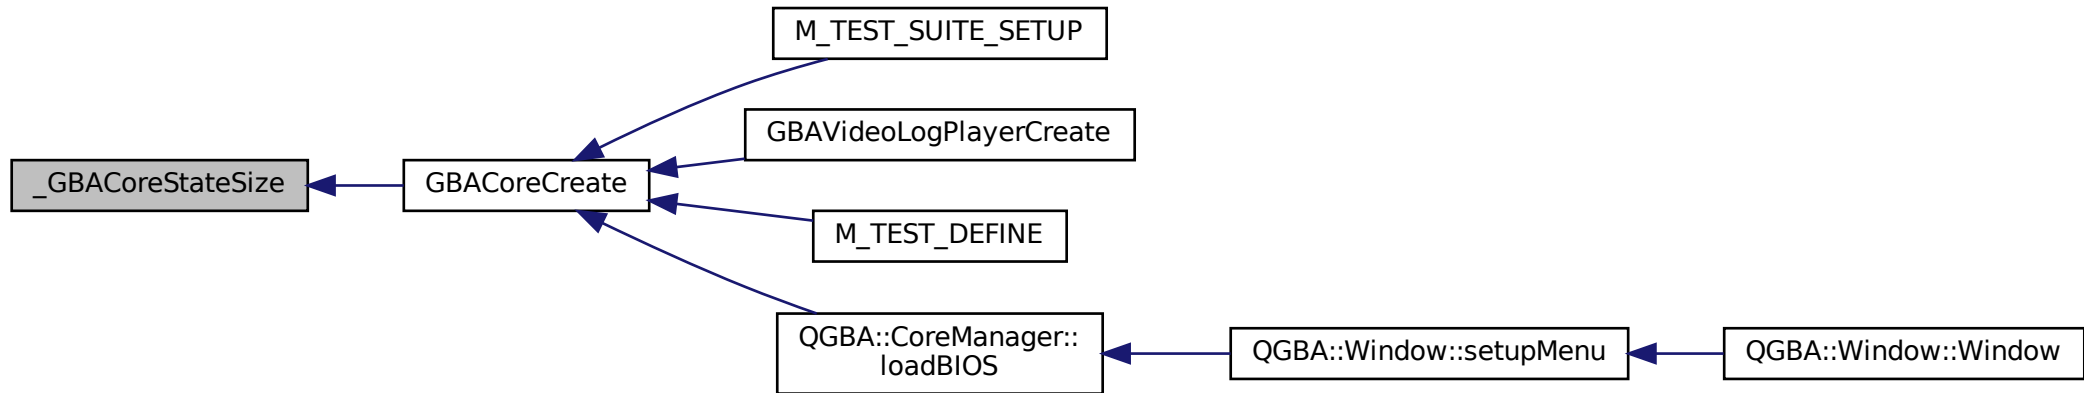 M_TEST_SUITE_SETUP
GBAVideoLogPlayerCreate
_GBACoreStateSize
GBACoreCreate
M_TEST_DEFINE
QGBA::CoreManager::
loadBIOS
QGBA::Window::setupMenu
QGBA::Window::Window